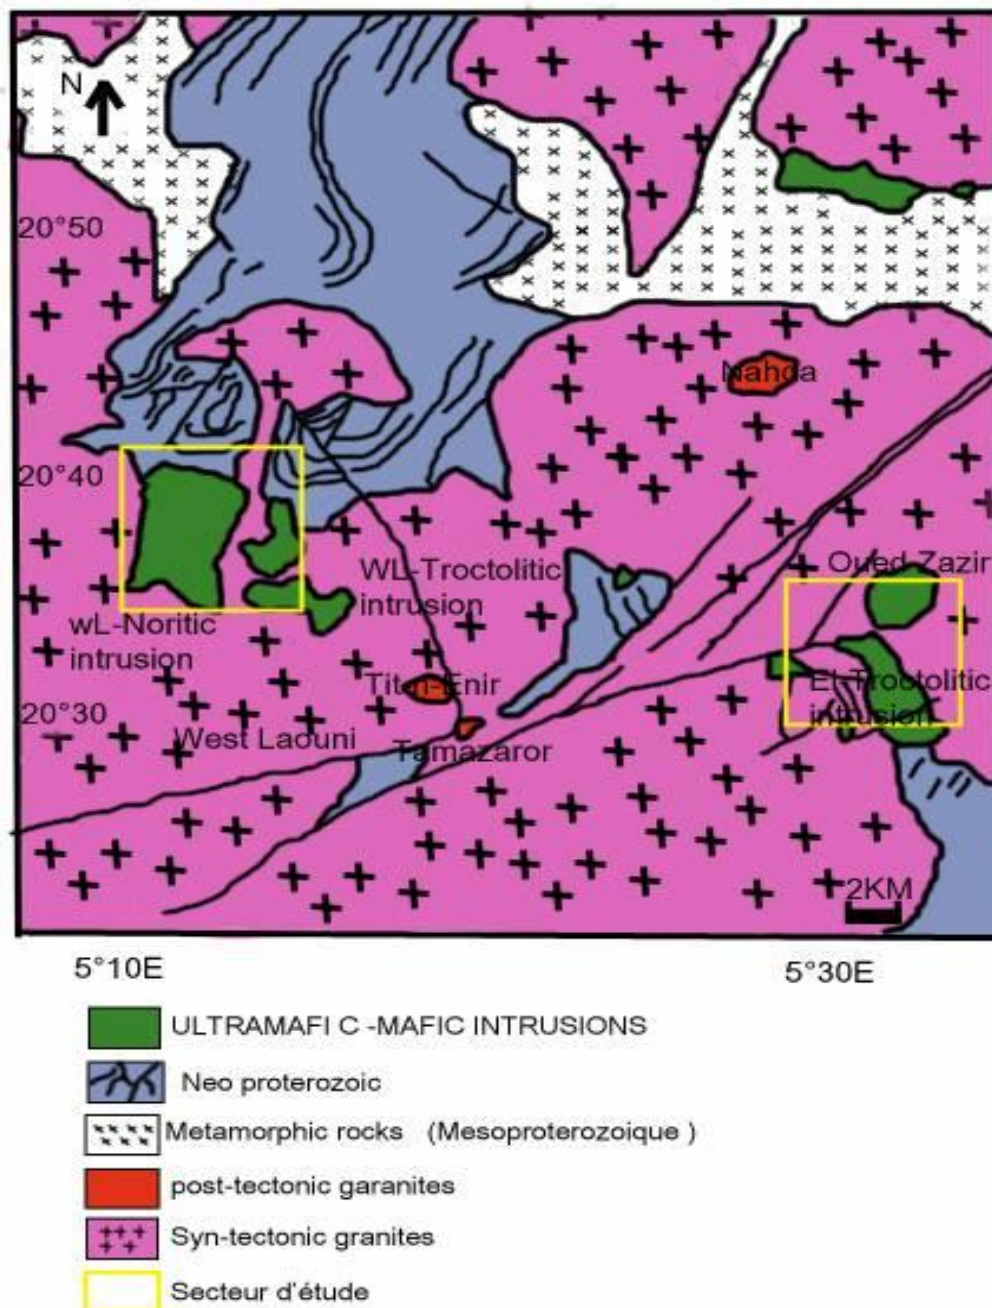 N
20°50
Nahda
20°40
Oued-Zazir
WL-Troctolitic
intrusion
wL-Noritic
intrusion
Tit-n-Enir
El-Troctolitic
intrusion
20°30
West Laouni
Tamazaror
2KM
5°10E
5°30E
ULTRAMAFI C -MAFIC INTRUSIONS
Neo proterozoic
Metamorphic rocks (Mesoproterozoique )
post-tectonic garanites
Syn-tectonic granites
Secteur d'étude